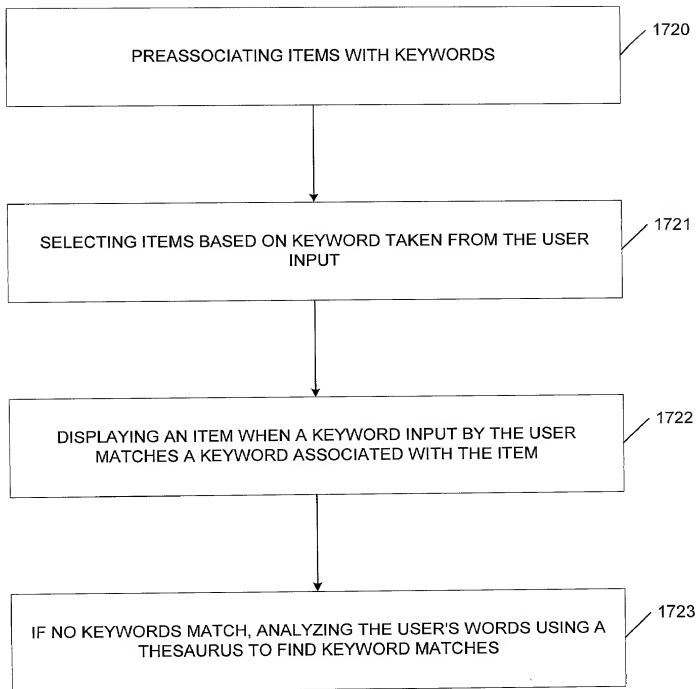 1720
PREASSOCIATING ITEMS WITH KEYWORDS
1721
SELECTING ITEMS BASED ON KEYWORD TAKEN FROM THE USER
INPUT
1722
DISPLAYING AN ITEM WHEN A KEYWORD INPUT BY THE USER
MATCHES A KEYWORD ASSOCIATED WITH THE ITEM
1723
IF NO KEYWORDS MATCH, ANALYZING THE USER'S WORDS USING A
THESAURUS TO FIND KEYWORD MATCHES